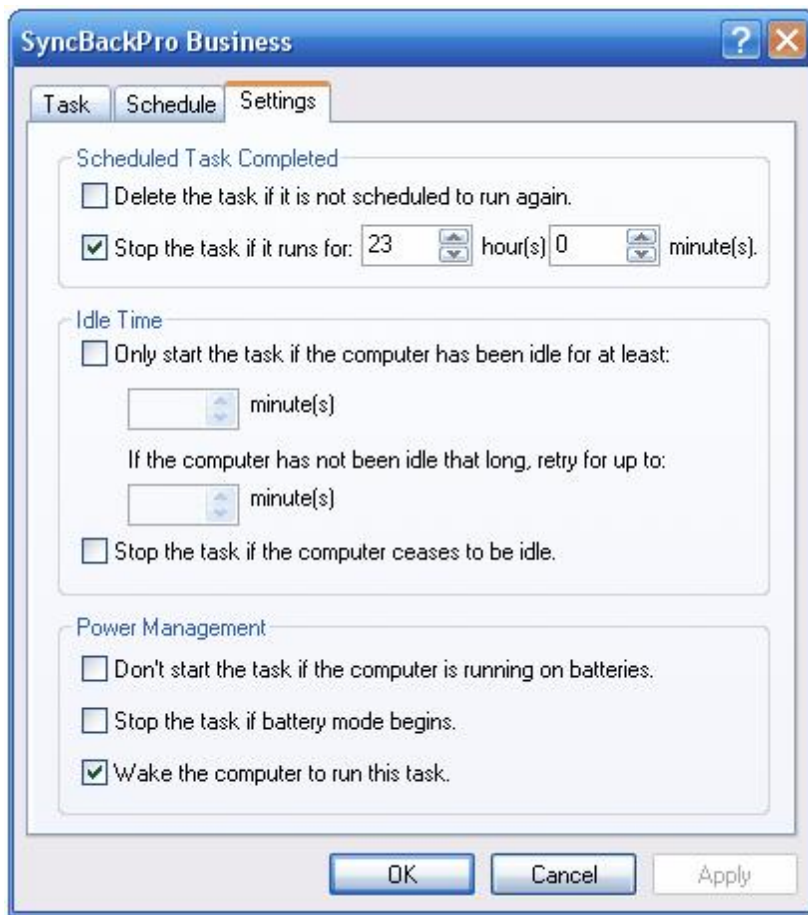 SyncBackPro Business
Task Schedule Settings
Scheduled Task Completed
Delete the task if it is not scheduled to run again.
Stop the task if it runs for: 23 hour(s) 0 minute(s).
Idle Time
Only start the task if the computer has been idle for at least:
minute(s)
If the computer has not been idle that long, retry for up to:
minute(s)
Stop the task if the computer ceases to be idle.
Power Management
Don't start the task if the computer is running on batteries.
Stop the task if battery mode begins.
Wake the computer to run this task.
OK Cancel Apply